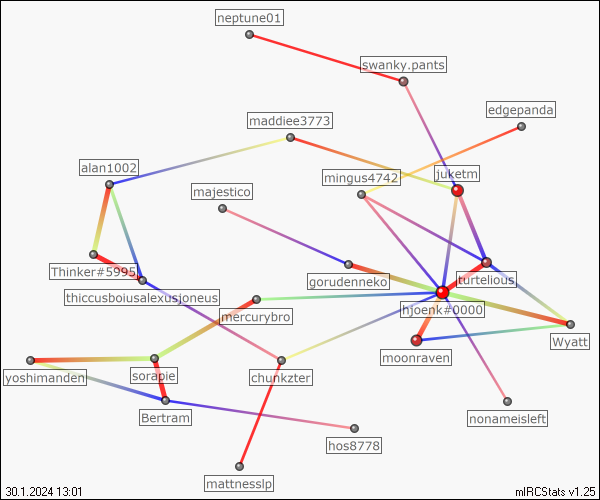 neptune01
swanky.pants
edgepanda
maddiee3773
alan1002
mingus4742
juketm
majestico
Thinker#5995
gorudenneko
turtelious
thiccusboiusalexusjoneus
mercurybro
hjoenk#0000
Wyatt
moonraven
yoshimanden
sorapie
chunkzter
Bertram
nonameisleft
hos8778
mattnesslp
30.1.2024 13:01
mIRCStats v1.25